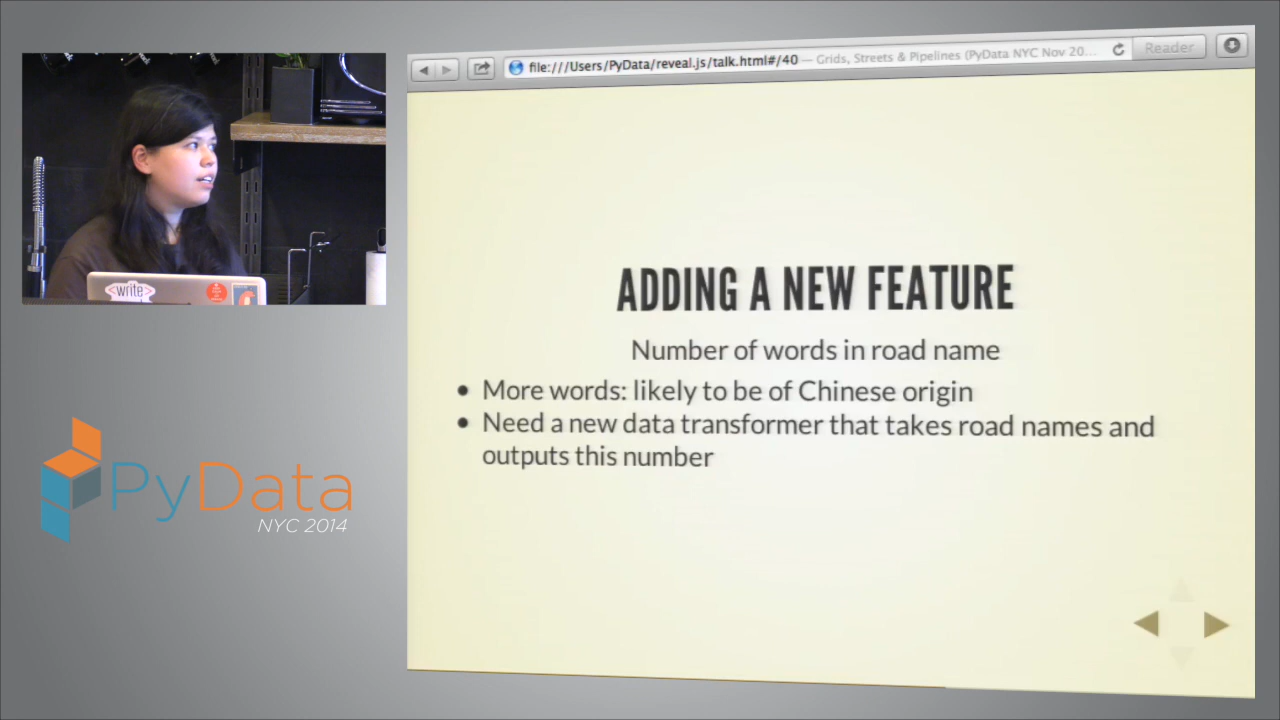 file:///Users/PyData/reveal.js/talk.html#/40 — Grids, Streets & Pipelines (PyData NYC Nov 20...
Reader
ADDING A NEW FEATURE
Number of words in road name
• More words: likely to be of Chinese origin
• Need a new data transformer that takes road names and
outputs this number
<write
PyData
NYC 2014